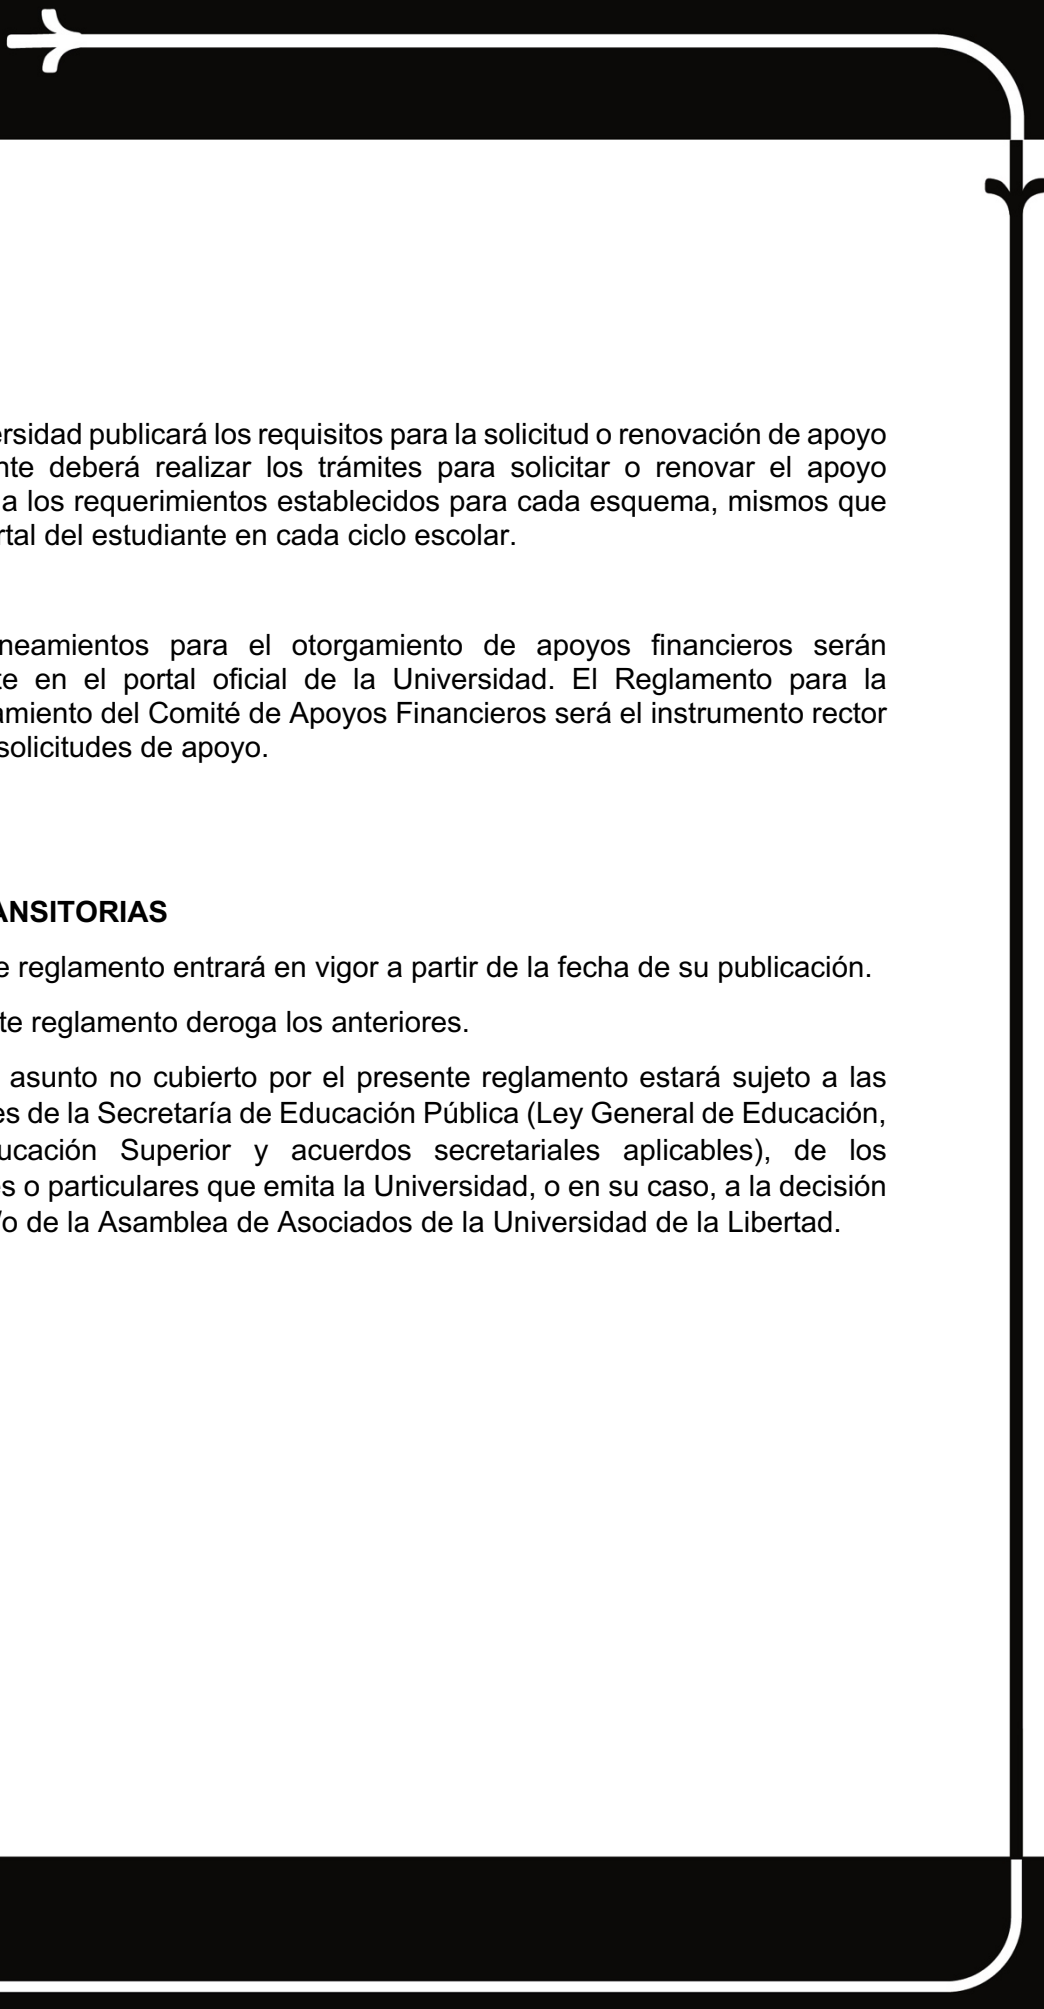 ersidad publicará los requisitos para la solicitud o renovación de apoyo
nte deberá realizar los trámites para solicitar o renovar el apoyo
a los requerimientos establecidos para cada esquema, mismos que
rtal del estudiante en cada ciclo escolar.
neamientos para el otorgamiento de apoyos financieros serán
te en el portal oficial de la Universidad. El Reglamento para la
amiento del Comité de Apoyos Financieros será el instrumento rector
solicitudes de apoyo.
ANSITORIAS
e reglamento entrará en vigor a partir de la fecha de su publicación.
te reglamento deroga los anteriores.
asunto no cubierto por el presente reglamento estará sujeto a las
es de la Secretaría de Educación Pública (Ley General de Educación,
ucación Superior y acuerdos secretariales aplicables), de los
s o particulares que emita la Universidad, o en su caso, a la decisión
/o de la Asamblea de Asociados de la Universidad de la Libertad.